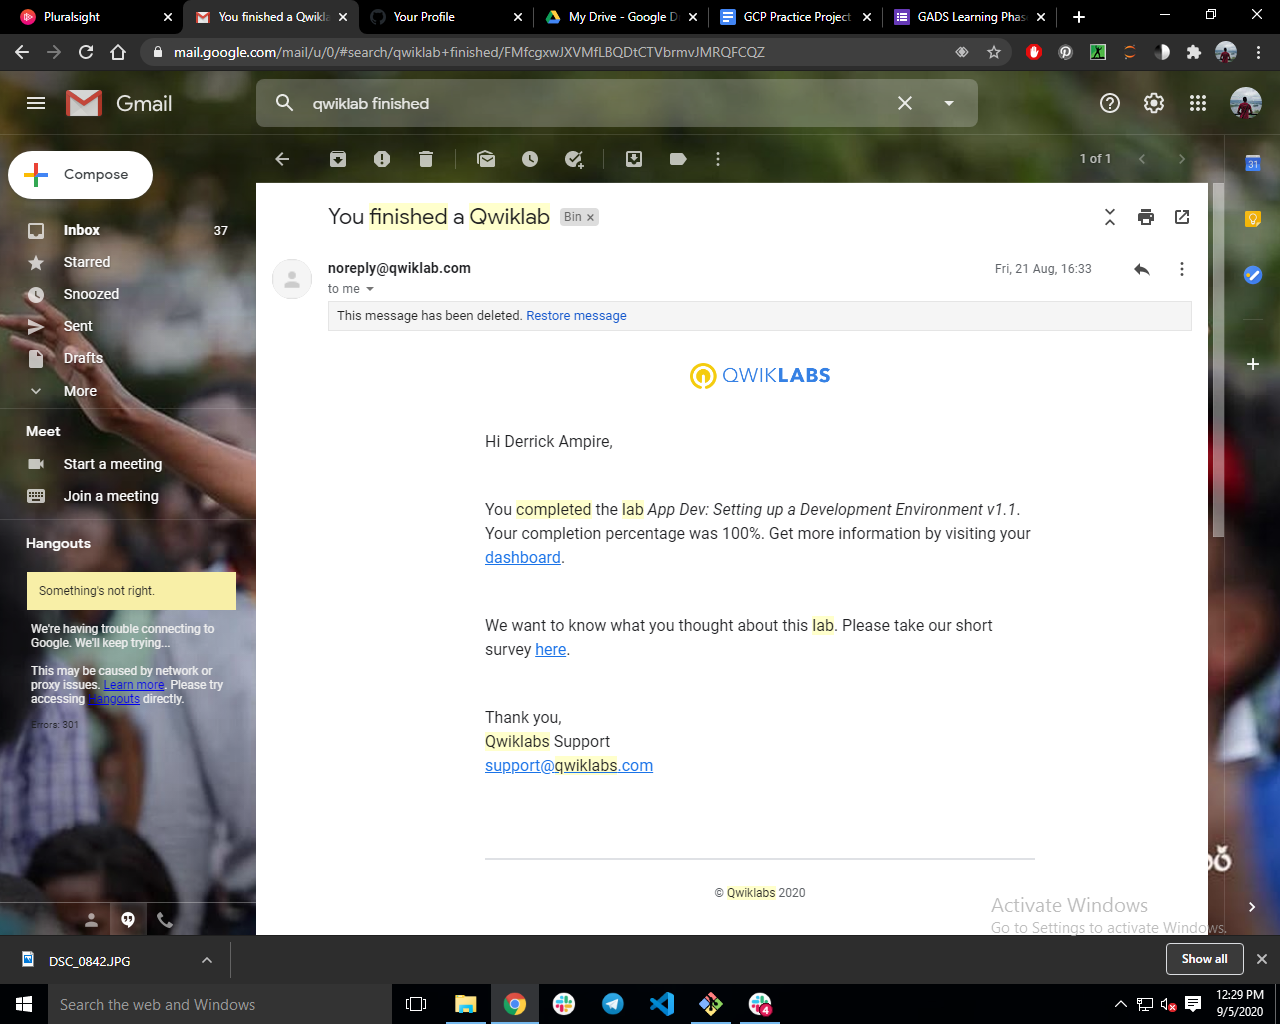 Pluralsight
You finished a Qwikla
Your Profile
My Drive - Google D
GCP Practice Project
GADS Learning Phas
mail.google.com/mail/u/0/#search/qwiklab+finished/FMfcgxwJXVMfLBQDtCTVbrmvJMRQFCQZ
Gmail
qwiklab finished
Compose
1 of 1
31
You finished a Qwiklab
Bin
Inbox
37
Starred
Snoozed
Sent
Drafts
More
noreply@qwiklab.com
Fri, 21 Aug, 16:33
to me
This message has been deleted. Restore message
QWIKLABS
Hi Derrick Ampire,
You completed the lab App Dev: Setting up a Development Environment v1.1.
Your completion percentage was 100%. Get more information by visiting your
dashboard.
We want to know what you thought about this lab. Please take our short
survey here.
Thank you,
Qwiklabs Support
support@qwiklabs.com
© Qwiklabs 2020
Meet
Start a meeting
Join a meeting
Hangouts
Something's not right.
We're having trouble connecting to
Google. We'll keep trying...
This may be caused by network or
proxy issues. Learn more. Please try
accessing Hangouts directly.
Errors: 301
Activate Windows
Go to Settings to activate Windows.
DSC_0842.JPG
Show all
Search the web and Windows
4
12:29 PM
9/5/2020